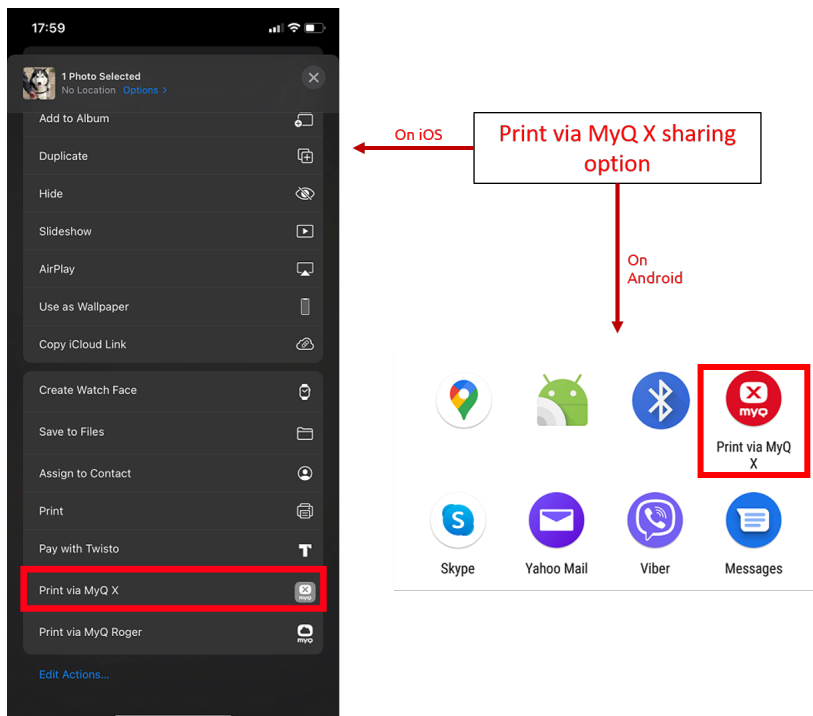 17:59
1 Photo Selected
No Location Options >
Add to Album
Duplicate
Hide
Slideshow
AirPlay
Use as Wallpaper
Copy iCloud Link
Create Watch Face
Save to Files
Assign to Contact
Print
Pay with Twisto
Print via MyQ X
myQ
Print via MyQ Roger
myQ
Edit Actions...
On iOS
Print via MyQ X sharing
option
On
Android
myQ
Print via MyQ
X
Skype
Yahoo Mail
Viber
Messages